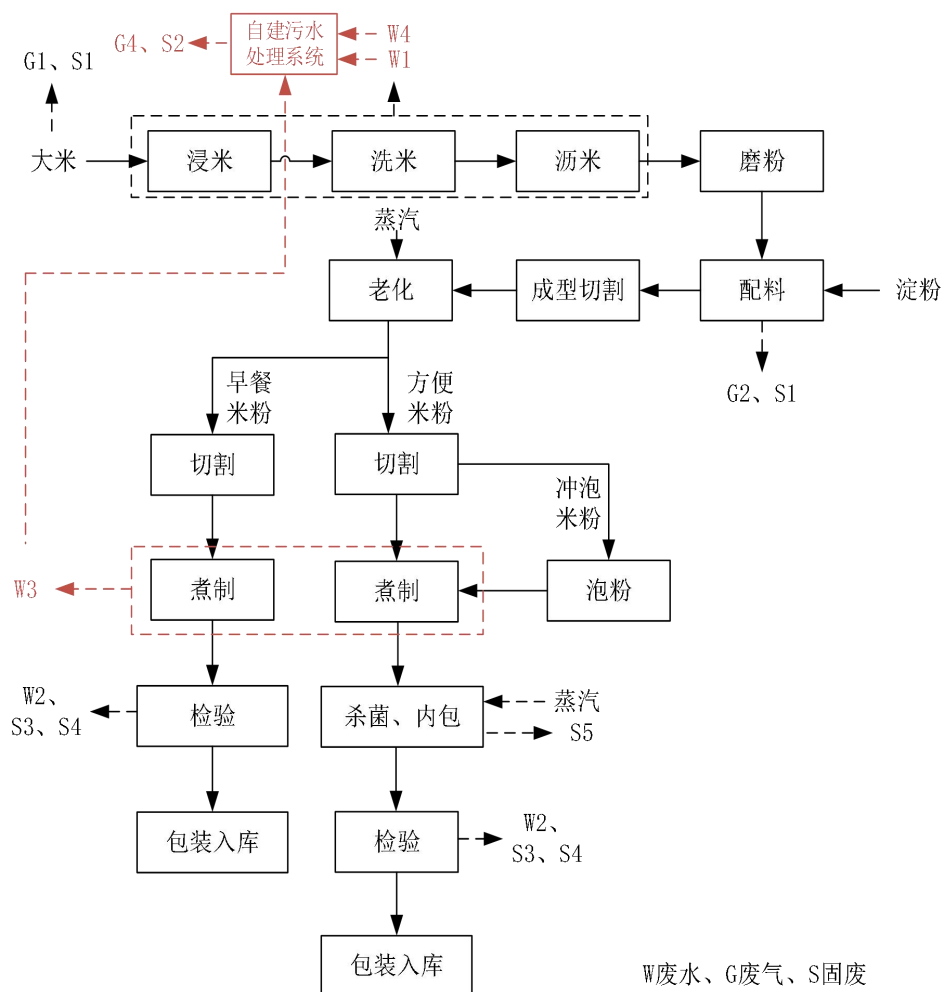 自建污水
处理系统
G4、S2
W4
W1
G1、S1
大米
浸米
洗米
沥米
磨粉
蒸汽
老化
成型切割
配料
淀粉
G2、S1
早餐
米粉
方便
米粉
切割
切割
冲泡
米粉
W3
煮制
煮制
泡粉
W2、
S3、S4
检验
杀菌、内包
蒸汽
S5
包装入库
检验
W2、
S3、S4
包装入库
W废水、G废气、S固废